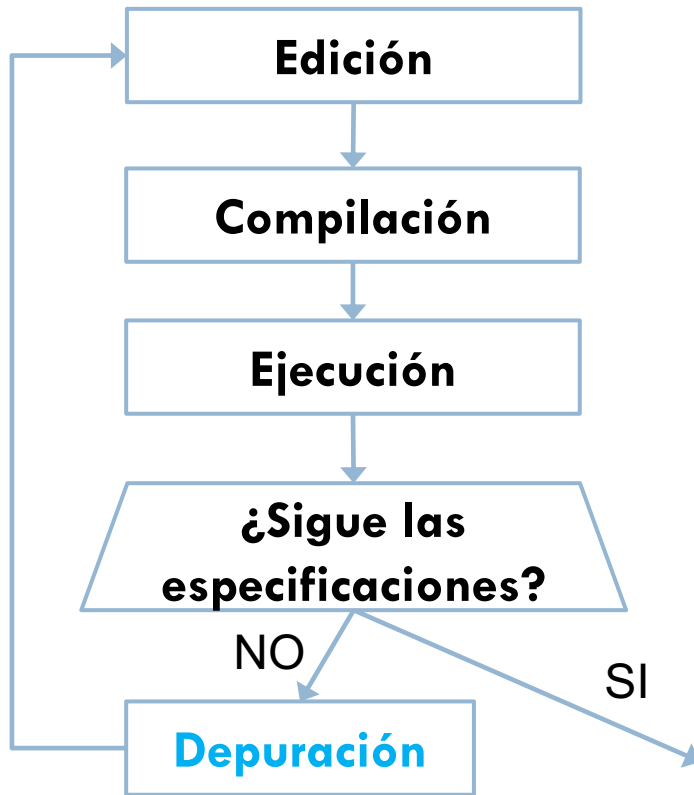 Edición
Compilación
Ejecución
¿Sigue las
especificaciones?
NO
SI
Depuración